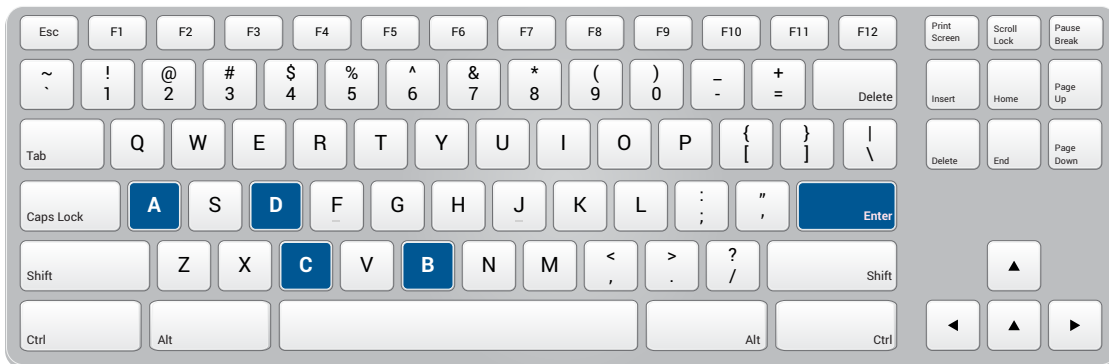 Esc F1 F2 F3 F4 F5 F6 F7 F8 F9 F10 F11 F12 Print Screen Scroll Lock Pause Break
~ ` ! 1 @ 2 # 3 $ 4 % 5 ^ 6 & 7 * 8 ( 9 ) 0 _ - + = Delete Insert Home Page Up
Tab Q W E R T Y U I O P { [ } ] | \ Delete End Page Down
Caps Lock A S D F G H J K L : ; " ' Enter
Shift Z X C V B N M < , > . ? / Shift
Ctrl Alt Alt Ctrl